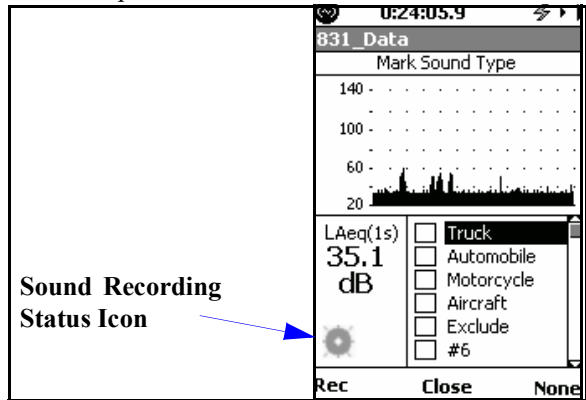 0:24:05.9
831_Data
Mark Sound Type
140
100
60
20
LAeq(1s)
35.1
dB
Truck
Automobile
Motorcycle
Aircraft
Exclude
#6
Sound Recording
Status Icon
Rec Close None